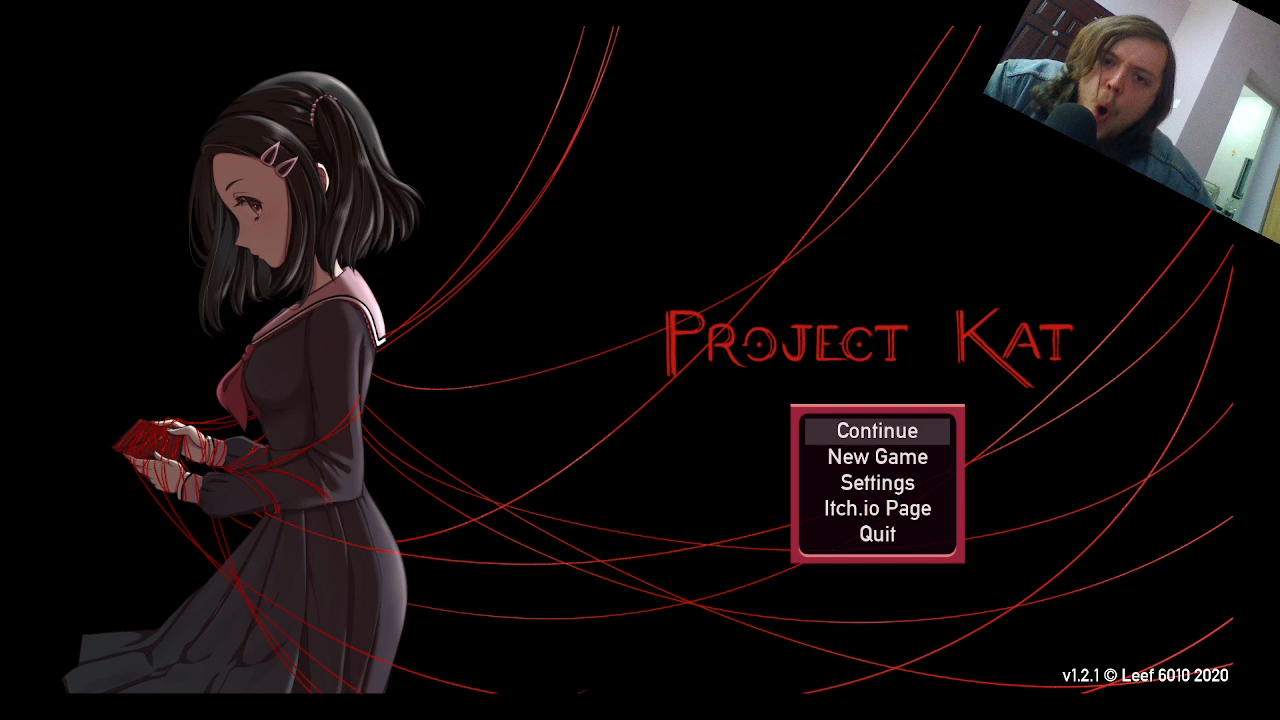 Project Kat
Continue
New Game
Settings
Itch.io Page
Quit
v1.2.1 © Leef 6010 2020